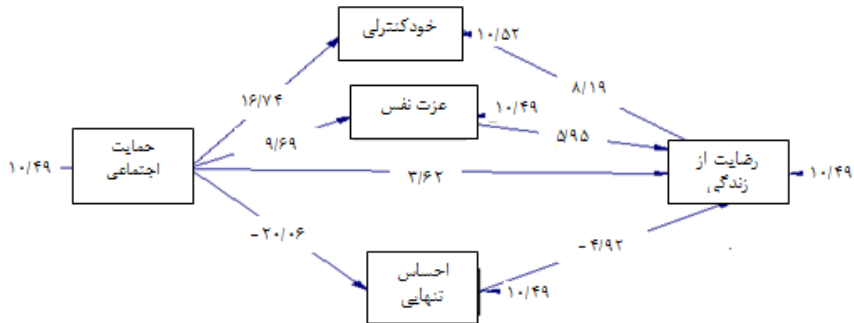 خودکنترلی
۱۰/۵۲
۱۶/۷۴
۸/۱۹
عزت نفس
۱۰/۴۹
۹/۶۹
۵/۹۵
۱۰/۴۹
حمایت
اجتماعی
۳/۶۲
رضایت از
زندگی
۱۰/۴۹
-۲۰/۰۶
-۴/۹۲
احساس
تنهایی
۱۰/۴۹